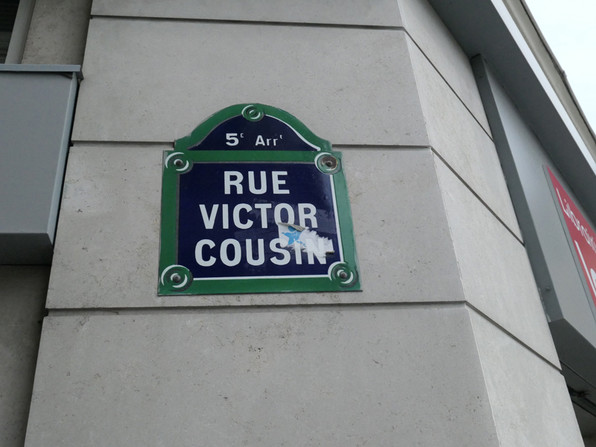 5e Arrt
RUE
VICTOR
COUSIN